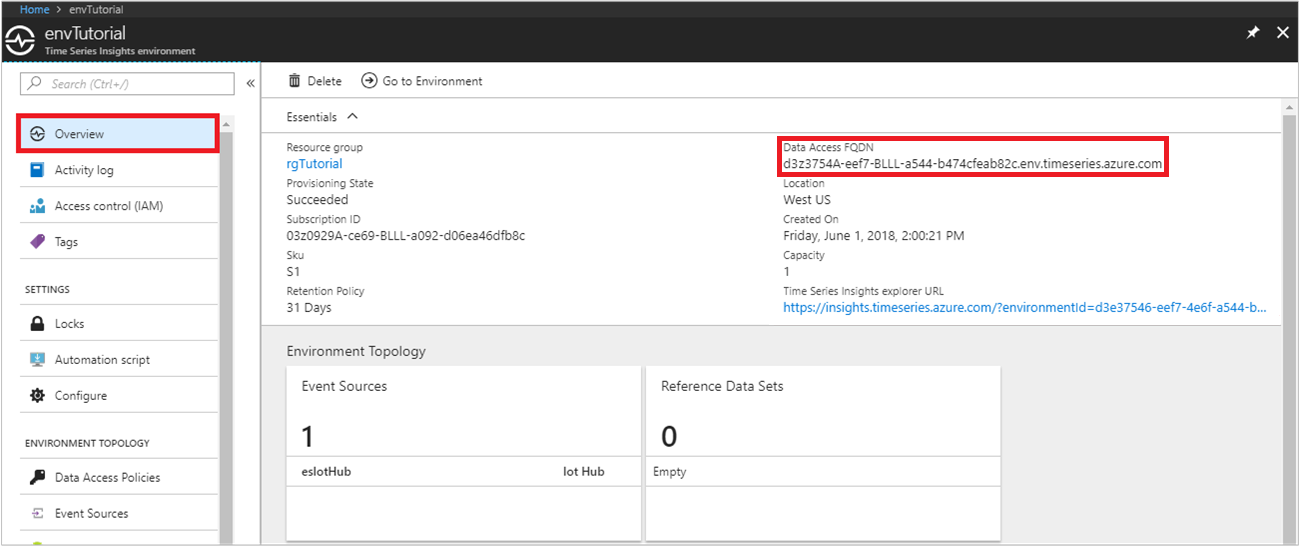 Home > envTutorial
envTutorial
Time Series Insights environment
Search (Ctrl+/)
«
Overview
Activity log
Access control (IAM)
Tags
SETTINGS
Locks
Automation script
Configure
ENVIRONMENT TOPOLOGY
Data Access Policies
Event Sources
Delete
Go to Environment
Essentials
Resource group
rgTutorial
Provisioning State
Succeeded
Subscription ID
03z0929A-ce69-BLLL-a092-d06ea46dfb8c
Sku
S1
Retention Policy
31 Days
Data Access FQDN
d3z3754A-eef7-BLLL-a544-b474cfeab82c.env.timeseries.azure.com
Location
West US
Created On
Friday, June 1, 2018, 2:00:21 PM
Capacity
1
Time Series Insights explorer URL
https://insights.timeseries.azure.com/?environmentId=d3e37546-eef7-4e6f-a544-b...
Environment Topology
Event Sources
1
esIotHub Iot Hub
Reference Data Sets
0
Empty